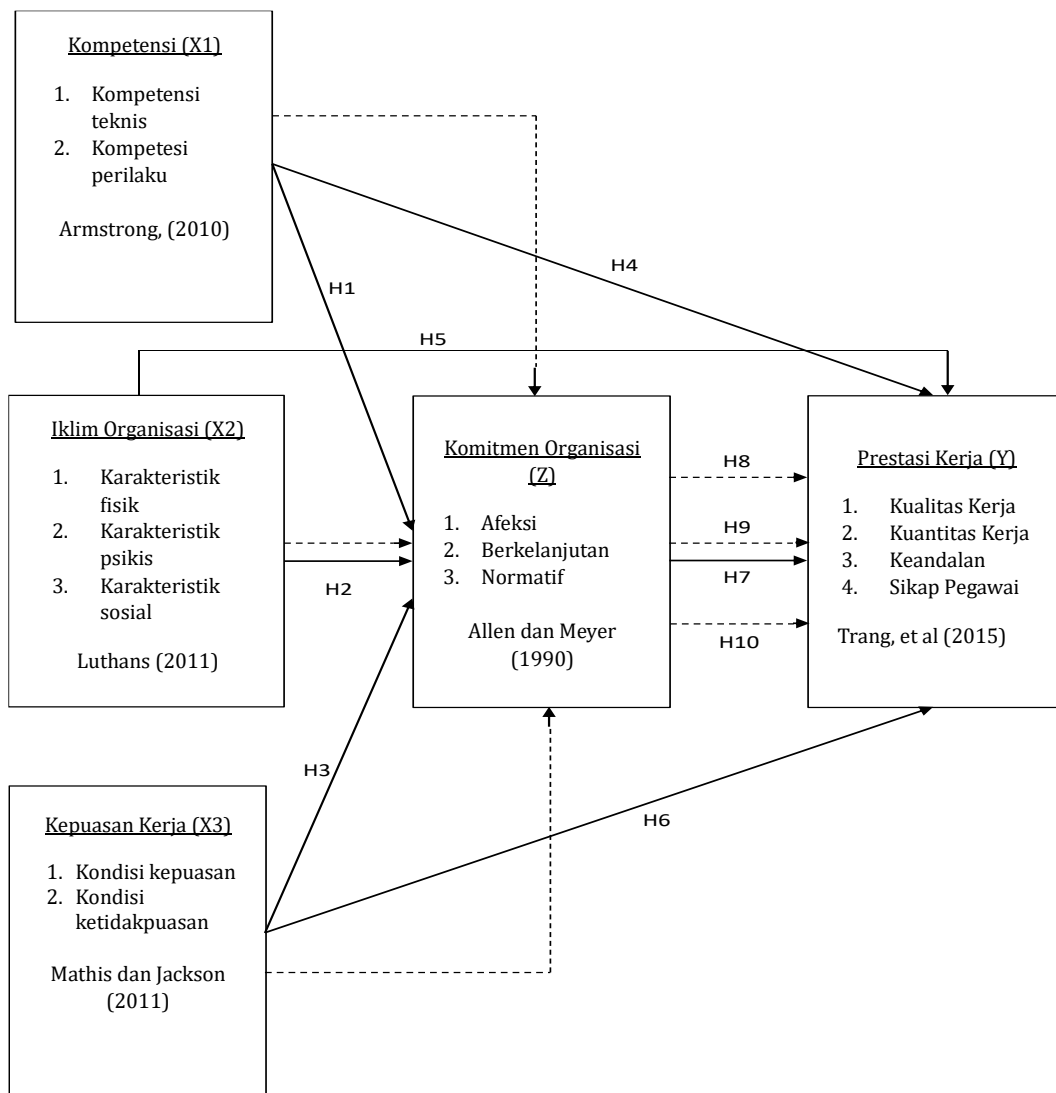 Kompetensi (X1)
1. Kompetensi
teknis
2. Kompetesi
perilaku
Armstrong, (2010)
H1
H4
H5
Iklim Organisasi (X2)
1. Karakteristik
fisik
2. Karakteristik
psikis
3. Karakteristik
sosial
Luthans (2011)
H2
Komitmen Organisasi
(Z)
1. Afeksi
2. Berkelanjutan
3. Normatif
Allen dan Meyer
(1990)
H8
H9
H7
H10
Prestasi Kerja (Y)
1. Kualitas Kerja
2. Kuantitas Kerja
3. Keandalan
4. Sikap Pegawai
Trang, et al (2015)
H3
H6
Kepuasan Kerja (X3)
1. Kondisi kepuasan
2. Kondisi
ketidakpuasan
Mathis dan Jackson
(2011)